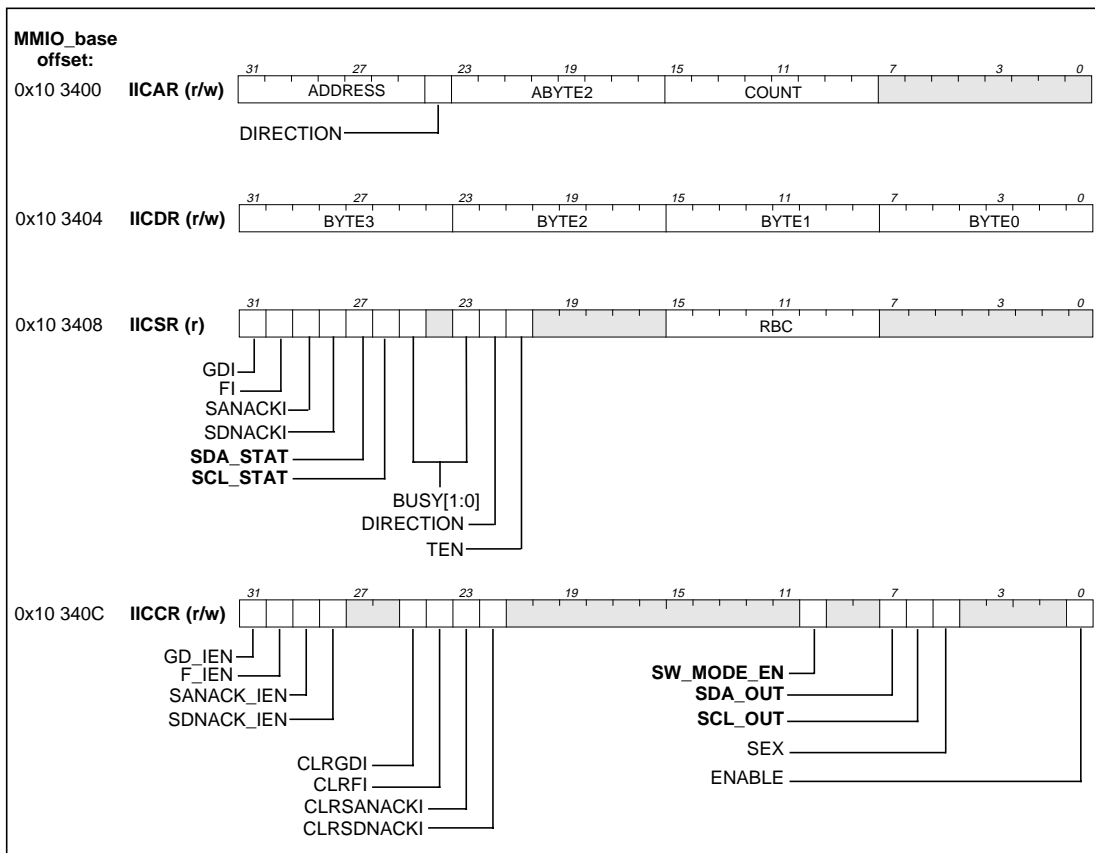 MMIO_base
offset:
31 27 23 19 15 11 7 3 0
0x10 3400 IICAR (r/w) ADDRESS ABYTE2 COUNT
DIRECTION
31 27 23 19 15 11 7 3 0
0x10 3404 IICDR (r/w) BYTE3 BYTE2 BYTE1 BYTE0
31 27 23 19 15 11 7 3 0
0x10 3408 IICSR (r) RBC
GDI
FI
SANACKI
SDNACKI
SDA_STAT
SCL_STAT
BUSY[1:0]
DIRECTION
TEN
31 27 23 19 15 11 7 3 0
0x10 340C IICCR (r/w)
GD_IEN
F_IEN
SANACK_IEN
SDNACK_IEN
CLRGDI
CLRFI
CLRSANACKI
CLRSDNACKI
SW_MODE_EN
SDA_OUT
SCL_OUT
SEX
ENABLE